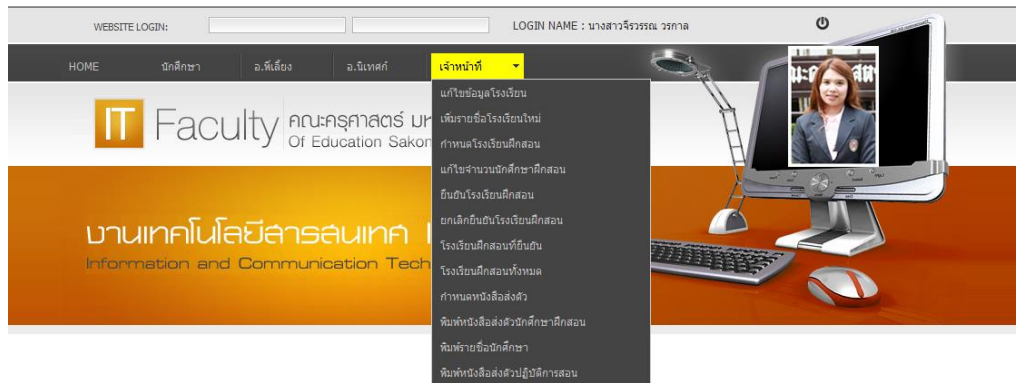 WEBSITE LOGIN:
LOGIN NAME : นางสาวจิรวรรณ วรกาล
HOME นักศึกษา อ.พี่เลี้ยง อ.นิเทศก์ เจ้าหน้าที่
แก้ไขข้อมูลโรงเรียน
เพิ่มรายชื่อโรงเรียนใหม่
กำหนดโรงเรียนฝึกสอน
แก้ไขจำนวนนักศึกษาฝึกสอน
ยืนยันโรงเรียนฝึกสอน
ยกเลิกยืนยันโรงเรียนฝึกสอน
โรงเรียนฝึกสอนที่ยืนยัน
โรงเรียนฝึกสอนทั้งหมด
กำหนดหนังสือส่งตัว
พิมพ์หนังสือส่งตัวนักศึกษาฝึกสอน
พิมพ์รายชื่อนักศึกษา
พิมพ์หนังสือส่งตัวปฏิบัติการสอน
IT Faculty คณะครุศาสตร์ มห
Of Education Sakon
งานเทคโนโลยีสารสนเทศ I
Information and Communication Tech